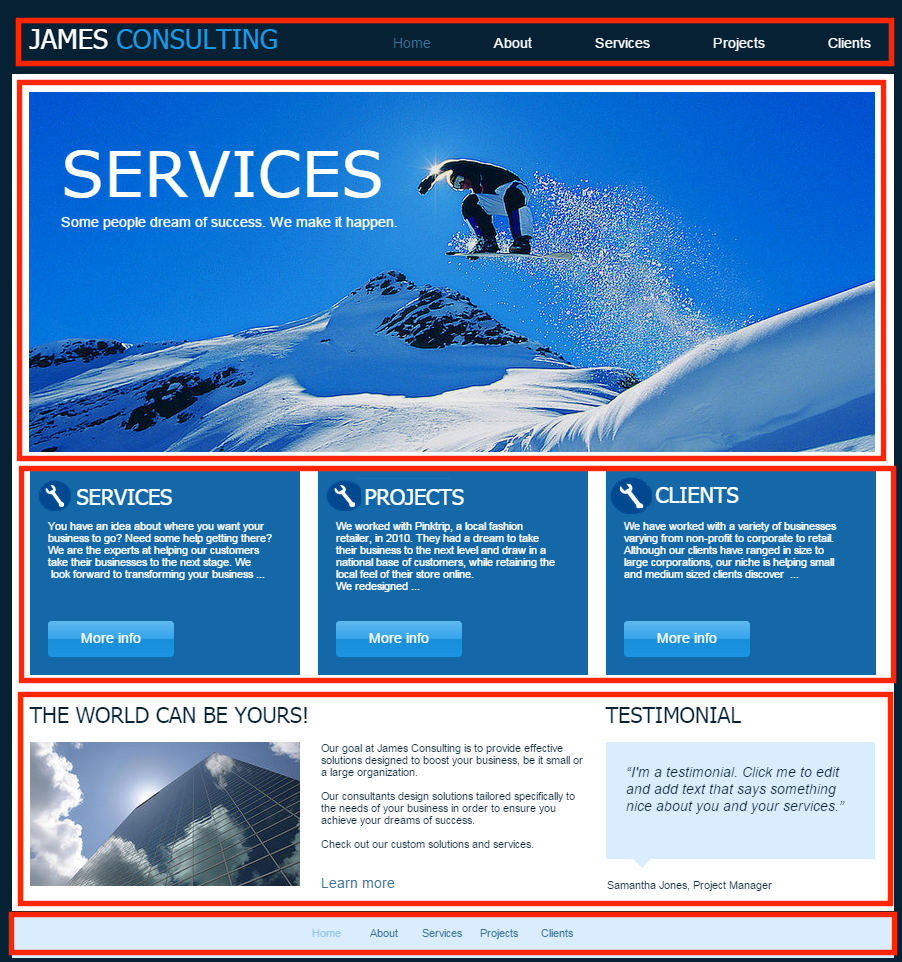 JAMES CONSULTING
Home About Services Projects Clients
SERVICES
Some people dream of success. We make it happen.
SERVICES
You have an idea about where you want your
business to go? Need some help getting there?
We are the experts at helping our customers
take their businesses to the next stage. We
look forward to transforming your business ...
More info
PROJECTS
We worked with Pinktrip, a local fashion
retailer, in 2010. They had a dream to take
their business to the next level and draw in a
national base of customers, while retaining the
local feel of their store online.
We redesigned ...
More info
CLIENTS
We have worked with a variety of businesses
varying from non-profit to corporate to retail.
Although our clients have ranged in size to
large corporations, our niche is helping small
and medium sized clients discover ...
More info
THE WORLD CAN BE YOURS!
Our goal at James Consulting is to provide effective
solutions designed to boost your business, be it small or
a large organization.
Our consultants design solutions tailored specifically to
the needs of your business in order to ensure you
achieve your dreams of success.
Check out our custom solutions and services.
Learn more
TESTIMONIAL
“I'm a testimonial. Click me to edit
and add text that says something
nice about you and your services.”
Samantha Jones, Project Manager
Home About Services Projects Clients